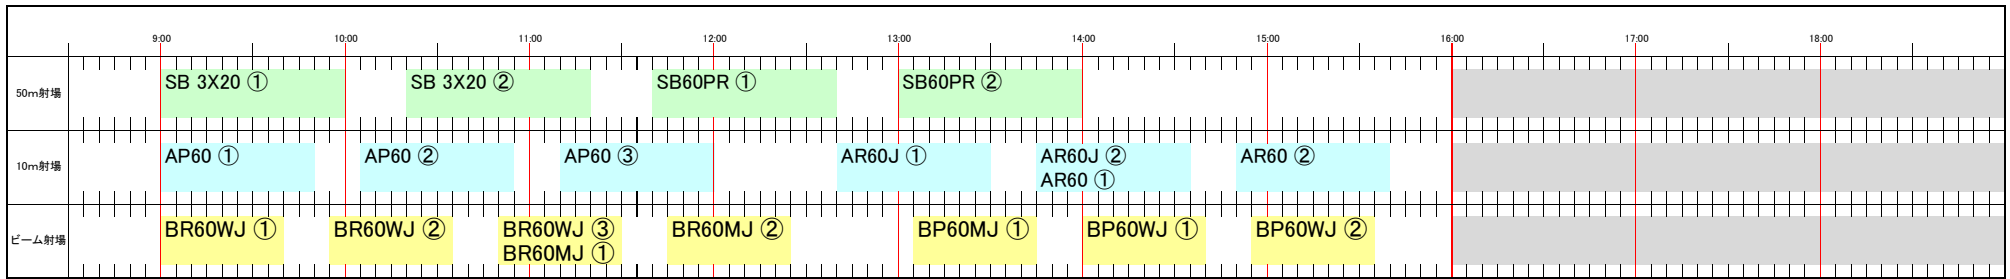 9:00 10:00 11:00 12:00 13:00 14:00 15:00 16:00 17:00 18:00
50m射場 SB 3X20 ① SB 3X20 ② SB60PR ① SB60PR ②
10m射場 AP60 ① AP60 ② AP60 ③ AR60J ① AR60J ② AR60 ②
AR60 ①
ビーム射場 BR60WJ ① BR60WJ ② BR60WJ ③ BR60MJ ② BP60MJ ① BP60WJ ① BP60WJ ②
BR60MJ ①